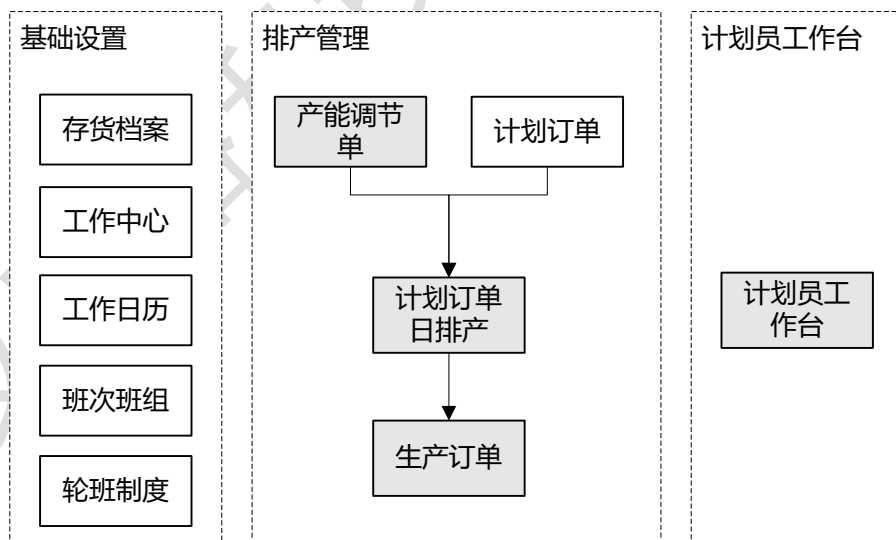 基础设置
存货档案
工作中心
工作日历
班次班组
轮班制度
排产管理
产能调节
单
计划订单
计划订单
日排产
生产订单
计划员工作台
计划员工
作台